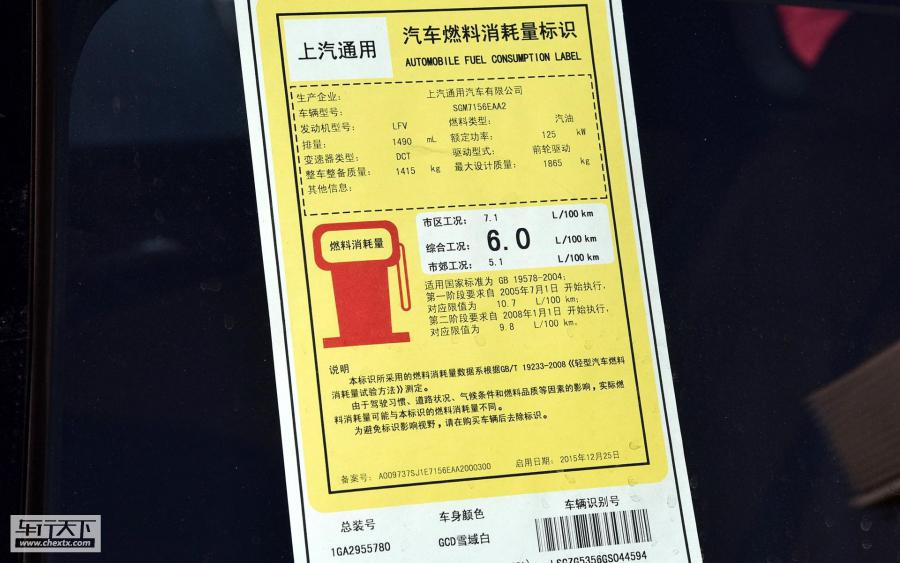 上汽通用
汽车燃料消耗量标识
AUTOMOBILE FUEL CONSUMPTION LABEL
生产企业: 上汽通用汽车有限公司
车辆型号: SGM7156EAA2
发动机型号: LFV 燃料类型: 汽油
排量: 1490 mL 额定功率: 125 kW
变速器类型: DCT 驱动型式: 前轮驱动
整车整备质量: 1415 kg 最大设计质量: 1865 kg
其他信息:
燃料消耗量
市区工况: 7.1 L/100 km
综合工况: 6.0 L/100 km
市郊工况: 5.1 L/100 km
适用国家标准为 GB 19578-2004;
第一阶段要求自 2005年7月1日 开始执行,
对应限值为 10.7 L/100 km;
第二阶段要求自 2008年1月1日 开始执行,
对应限值为 9.8 L/100 km.
说明
本标识所采用的燃料消耗量数据系根据GB/T 19233-2008《轻型汽车燃料
消耗量试验方法》测定。
由于驾驶习惯、道路状况、气候条件和燃料品质等因素的影响,实际燃
料消耗量可能与本标识的燃料消耗量不同。
为避免标识影响视野,请在购买车辆后去除标识。
备案号: A009737SJ1E7156EAA2000300 启用日期: 2015年12月25日
总装号 车身颜色 车辆识别号
1GA2955780 GCD雪域白
LSGZG5356GS044594
车行天下
www.chextx.com